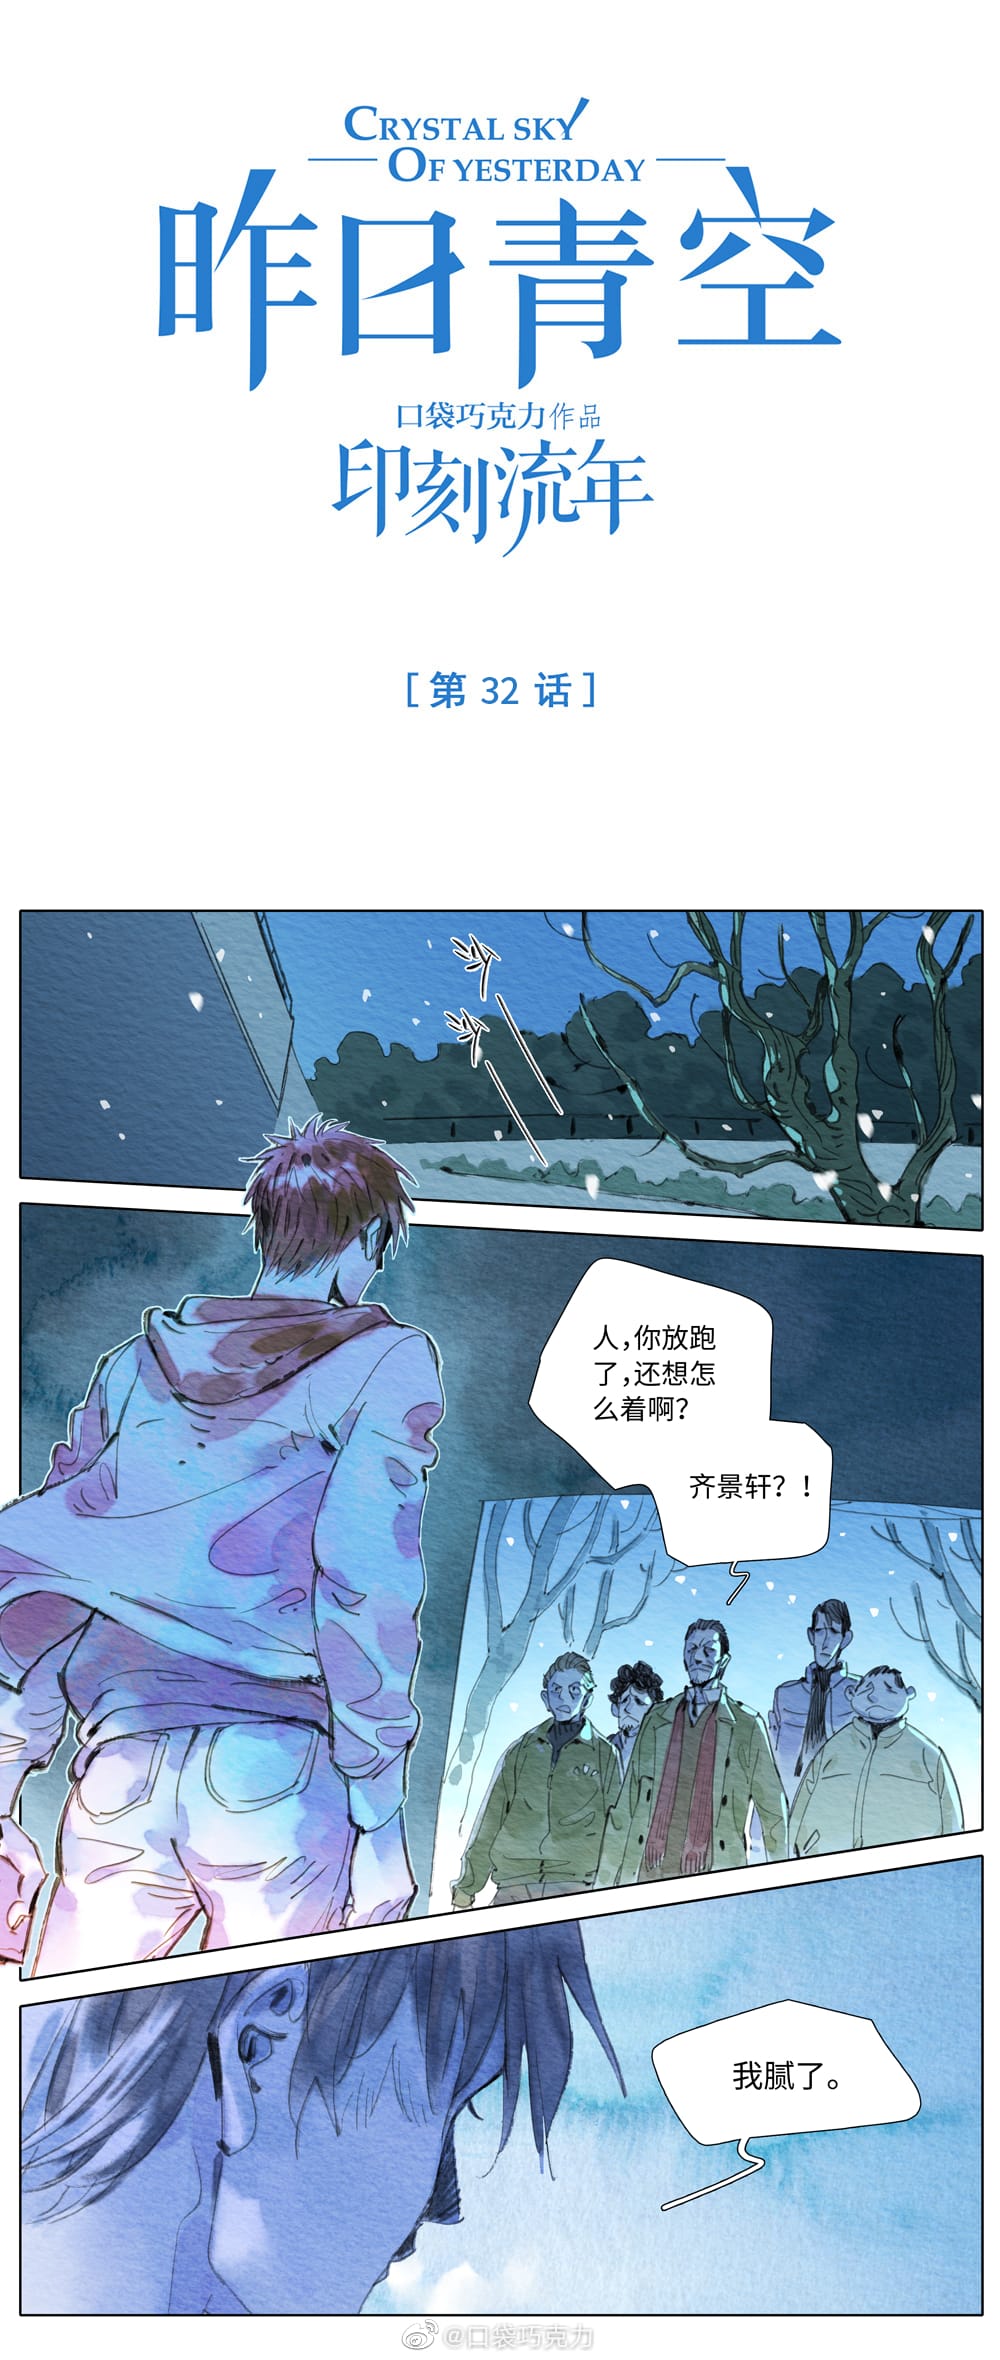 CRYSTAL SKY
OF YESTERDAY
昨日青空
口袋巧克力作品
印刻流年
[第 32 话]
沙
沙
人,你放跑
了,还想怎
么着啊?
齐景轩?!
我腻了。
@口袋巧克力